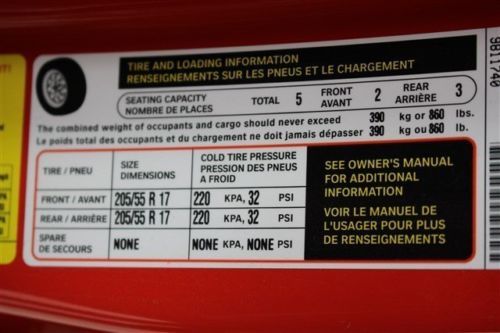 TIRE AND LOADING INFORMATION
RENSEIGNEMENTS SUR LES PNEUS ET LE CHARGEMENT
SEATING CAPACITY
NOMBRE DE PLACES
TOTAL 5 FRONT AVANT 2 REAR ARRIÈRE 3
The combined weight of occupants and cargo should never exceed 390 kg or 860 lbs.
Le poids total des occupants et du chargement ne doit jamais dépasser 390 kg ou 860 lb.
TIRE / PNEU SIZE DIMENSIONS COLD TIRE PRESSURE PRESSION DES PNEUS A FROID
FRONT / AVANT 205/55 R 17 220 KPA, 32 PSI
REAR / ARRIÈRE 205/55 R 17 220 KPA, 32 PSI
SPARE
DE SECOURS NONE NONE KPA, NONE PSI
SEE OWNER'S MANUAL
FOR ADDITIONAL
INFORMATION
VOIR LE MANUEL DE
L'USAGER POUR PLUS
DE RENSEIGNEMENTS
9B11740